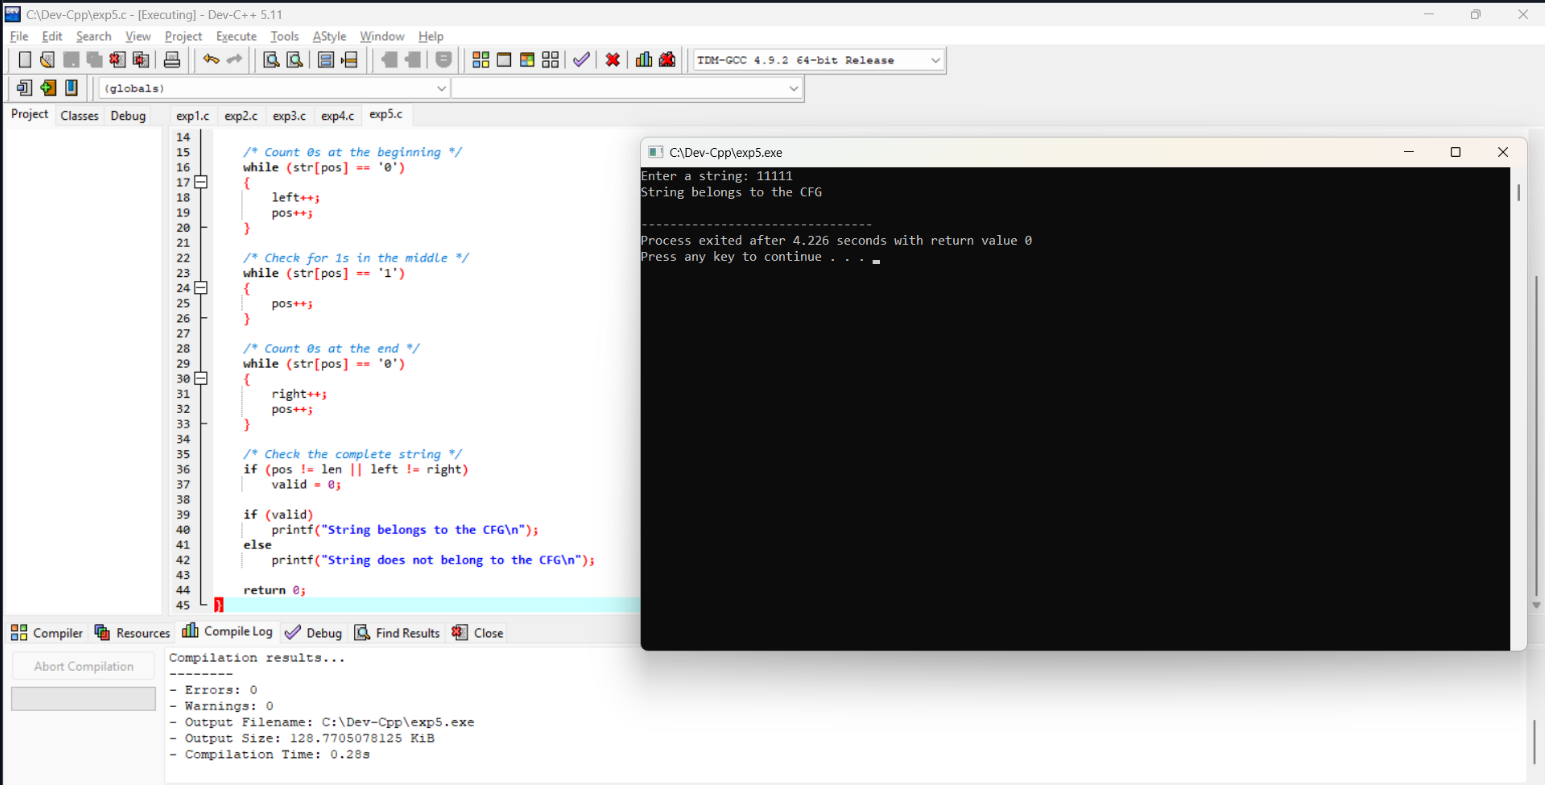 C:\Dev-Cpp\exp5.c - [Executing] - Dev-C++ 5.11
File Edit Search View Project Execute Tools AStyle Window Help
TDM-GCC 4.9.2 64-bit Release
(globals)
Project Classes Debug exp1.c exp2.c exp3.c exp4.c exp5.c
14
15 /* Count 0s at the beginning */
16 while (str[pos] == '0')
17 {
18 left++;
19 pos++;
20 }
21
22 /* Check for 1s in the middle */
23 while (str[pos] == '1')
24 {
25 pos++;
26 }
27
28 /* Count 0s at the end */
29 while (str[pos] == '0')
30 {
31 right++;
32 pos++;
33 }
34
35 /* Check the complete string */
36 if (pos != len || left != right)
37 valid = 0;
38
39 if (valid)
40 printf("String belongs to the CFG\n");
41 else
42 printf("String does not belong to the CFG\n");
43
44 return 0;
45 }
C:\Dev-Cpp\exp5.exe
Enter a string: 11111
String belongs to the CFG
--------------------------------
Process exited after 4.226 seconds with return value 0
Press any key to continue . . .
Compiler Resources Compile Log Debug Find Results Close
Abort Compilation
Compilation results...
--------
- Errors: 0
- Warnings: 0
- Output Filename: C:\Dev-Cpp\exp5.exe
- Output Size: 128.7705078125 KiB
- Compilation Time: 0.28s